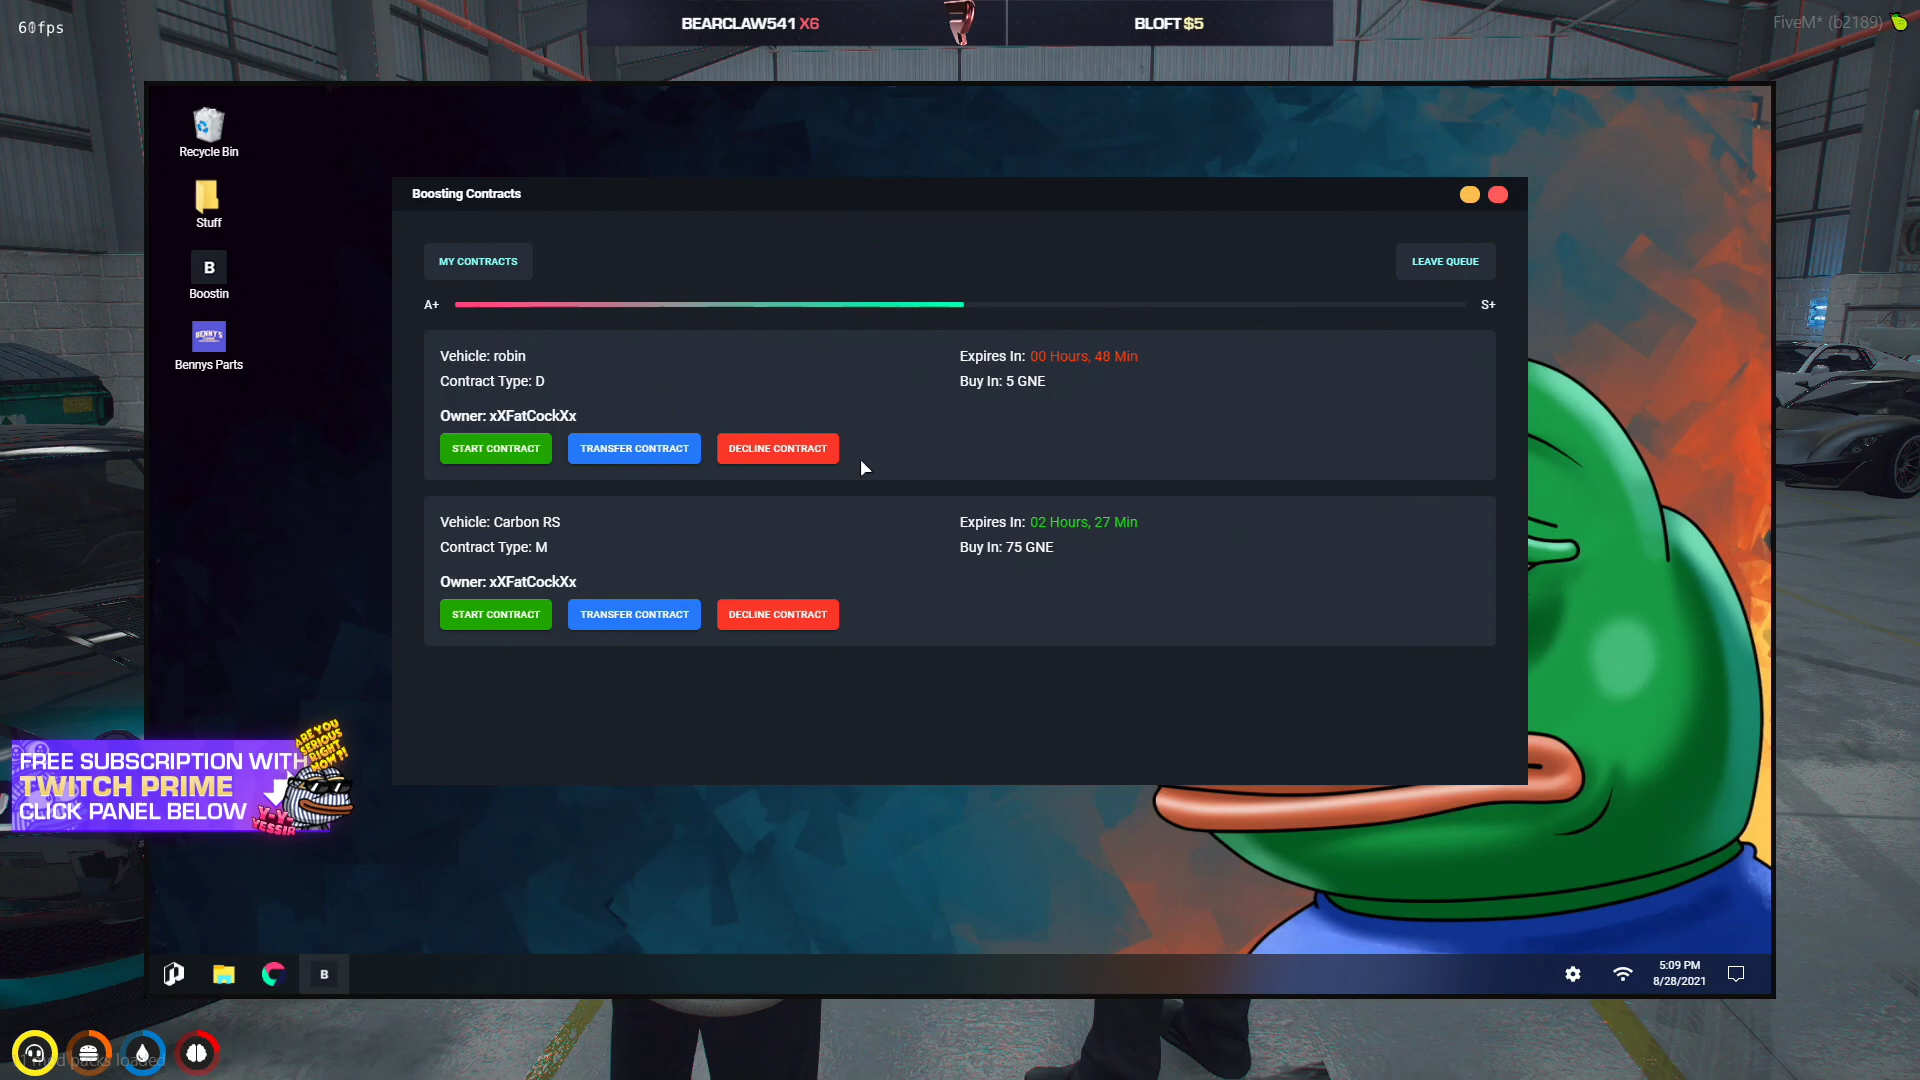 60fps
BEARCLAW541 X6
BLOFT $5
FiveM* (b2189)
Recycle Bin
Stuff
B
Boostin
BENNY'S
Bennys Parts
Boosting Contracts
MY CONTRACTS
LEAVE QUEUE
A+
S+
Vehicle: robin
Expires In: 00 Hours, 48 Min
Contract Type: D
Buy In: 5 GNE
Owner: xXFatCockXx
START CONTRACT
TRANSFER CONTRACT
DECLINE CONTRACT
Vehicle: Carbon RS
Expires In: 02 Hours, 27 Min
Contract Type: M
Buy In: 75 GNE
Owner: xXFatCockXx
START CONTRACT
TRANSFER CONTRACT
DECLINE CONTRACT
ARE YOU
SERIOUS
RIGHT
NOW?!
FREE SUBSCRIPTION WITH
TWITCH PRIME
CLICK PANEL BELOW
Y-Y-
YESSIR
B
5:09 PM
8/28/2021
packs loaded